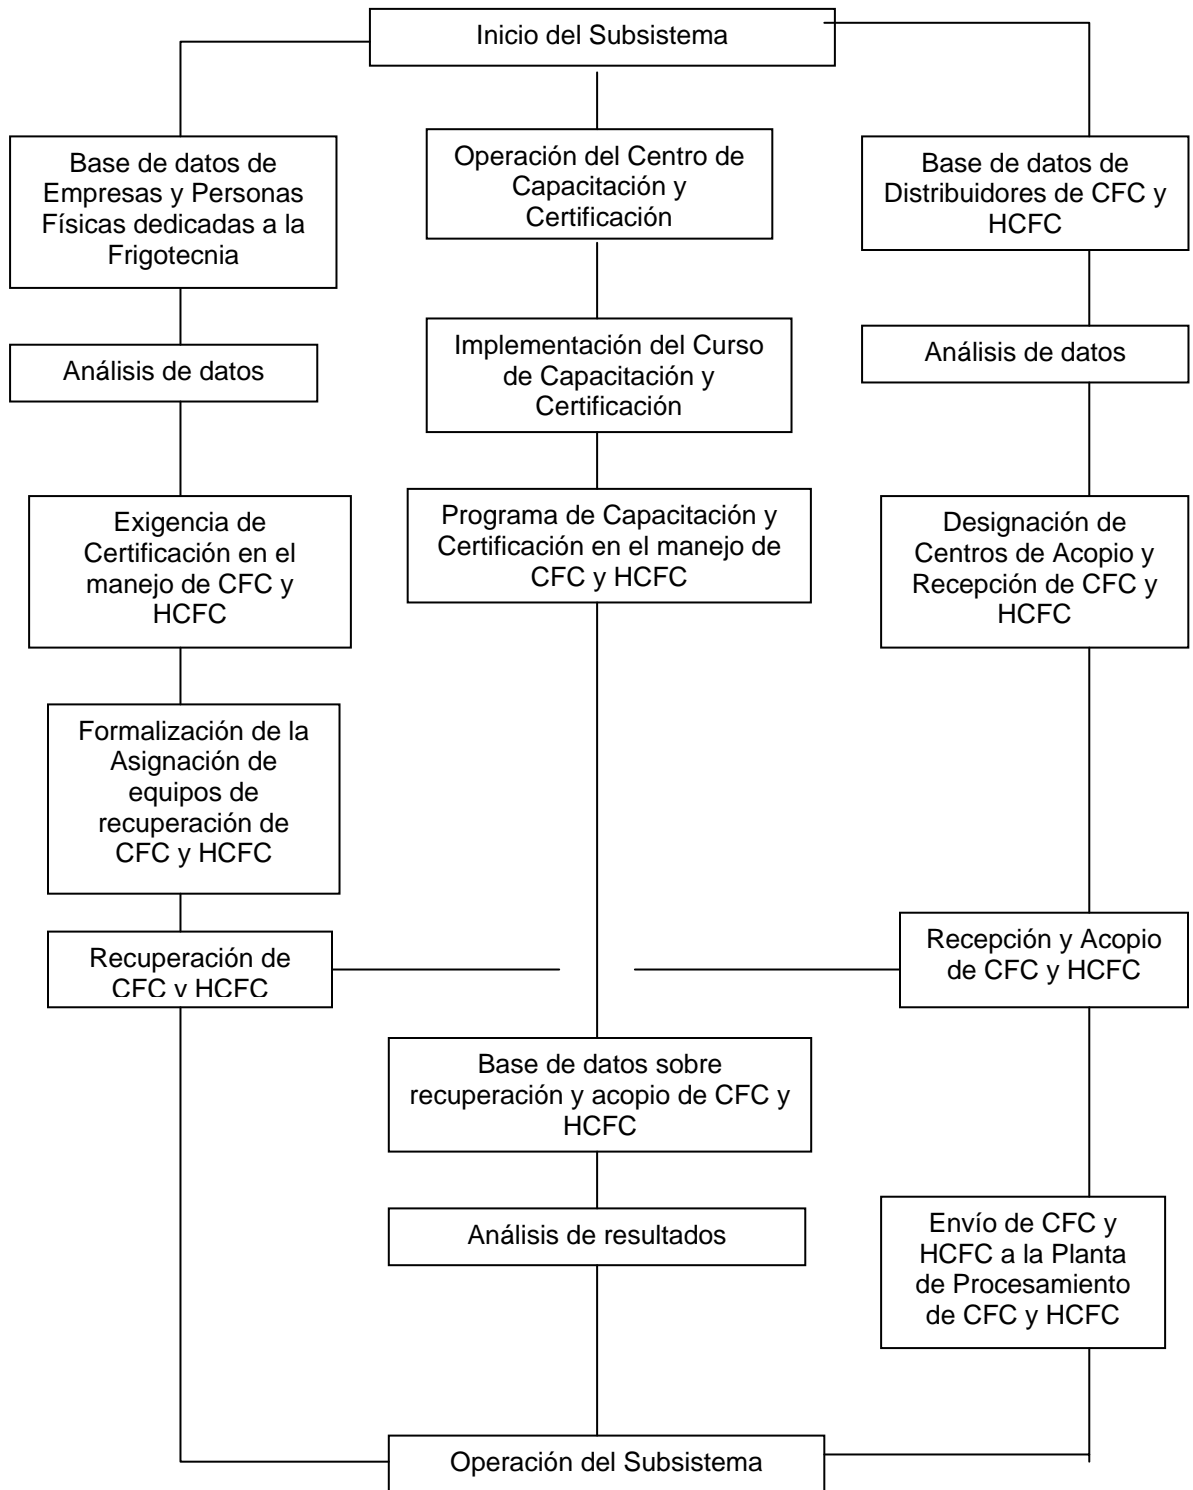 Inicio del Subsistema
Base de datos de
Empresas y Personas
Físicas dedicadas a la
Frigotecnia
Operación del Centro de
Capacitación y
Certificación
Base de datos de
Distribuidores de CFC y
HCFC
Análisis de datos
Implementación del Curso
de Capacitación y
Certificación
Análisis de datos
Exigencia de
Certificación en el
manejo de CFC y
HCFC
Programa de Capacitación y
Certificación en el manejo de
CFC y HCFC
Designación de
Centros de Acopio y
Recepción de CFC y
HCFC
Formalización de la
Asignación de
equipos de
recuperación de
CFC y HCFC
Recuperación de
CFC y HCFC
Recepción y Acopio
de CFC y HCFC
Base de datos sobre
recuperación y acopio de CFC y
HCFC
Análisis de resultados
Envío de CFC y
HCFC a la Planta
de Procesamiento
de CFC y HCFC
Operación del Subsistema